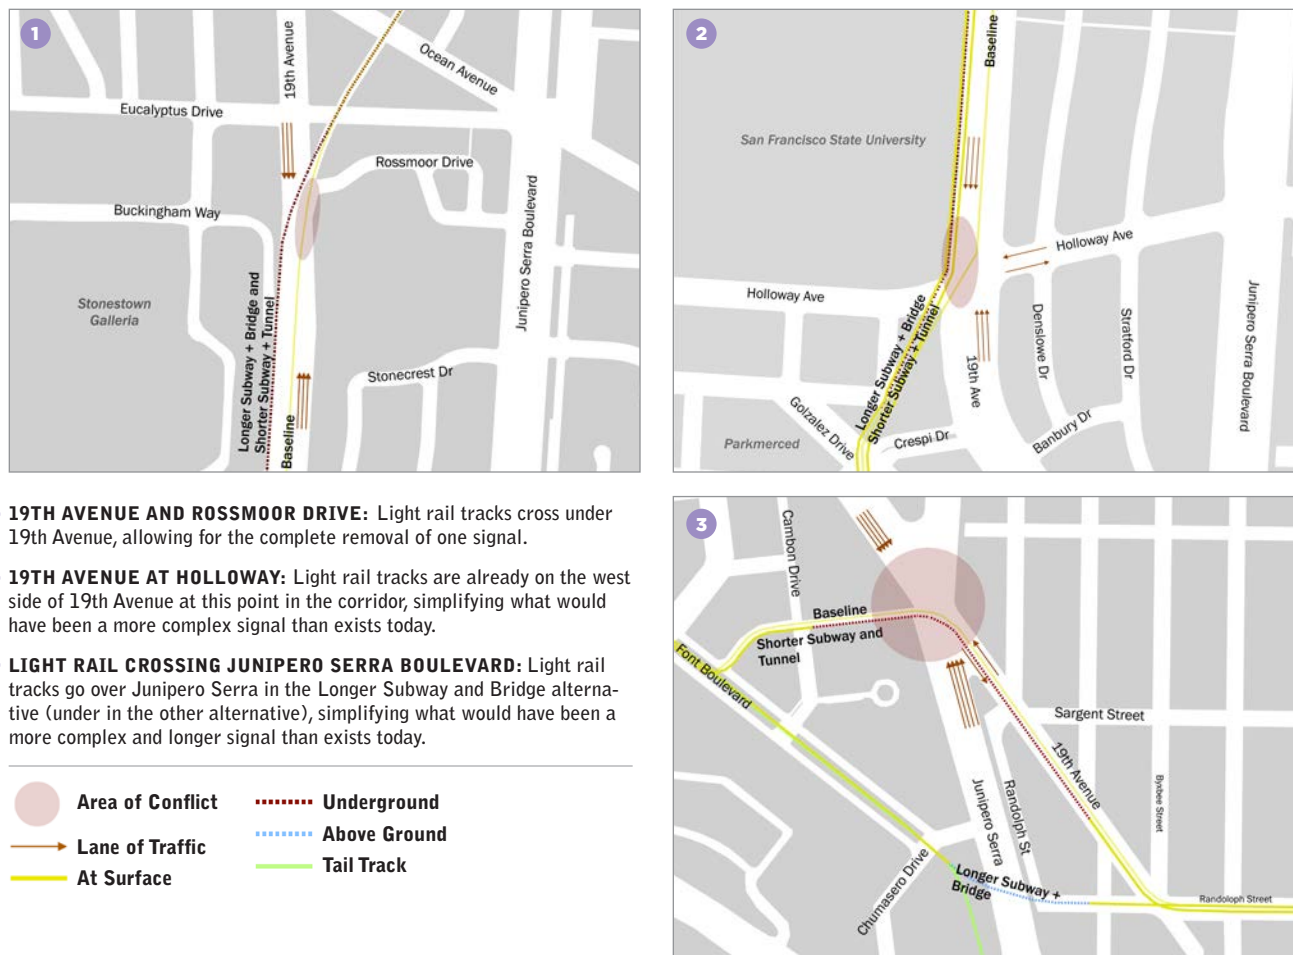 1
19th Avenue
Ocean Avenue
Eucalyptus Drive
Rossmoor Drive
Buckingham Way
Junipero Serra Boulevard
Stonestown
Galleria
Longer Subway + Bridge and
Shorter Subway + Tunnel
Baseline
Stonecrest Dr
2
Baseline
San Francisco State University
Holloway Ave
Holloway Ave
Longer Subway + Bridge
Shorter Subway + Tunnel
19th Ave
Denslowe Dr
Stratford Dr
Junipero Serra Boulevard
Golzalez Drive
Crespi Dr
Banbury Dr
Parkmerced
19TH AVENUE AND ROSSMOOR DRIVE: Light rail tracks cross under
19th Avenue, allowing for the complete removal of one signal.
19TH AVENUE AT HOLLOWAY: Light rail tracks are already on the west
side of 19th Avenue at this point in the corridor, simplifying what would
have been a more complex signal than exists today.
LIGHT RAIL CROSSING JUNIPERO SERRA BOULEVARD: Light rail
tracks go over Junipero Serra in the Longer Subway and Bridge alterna-
tive (under in the other alternative), simplifying what would have been a
more complex and longer signal than exists today.
Area of Conflict
Lane of Traffic
At Surface
Underground
Above Ground
Tail Track
3
Cambon Drive
Baseline
Shorter Subway and
Tunnel
Font Boulevard
Sargent Street
19th Avenue
Junipero Serra
Randolph St
Byxbee Street
Chumasero Drive
Longer Subway +
Bridge
Randoloph Street